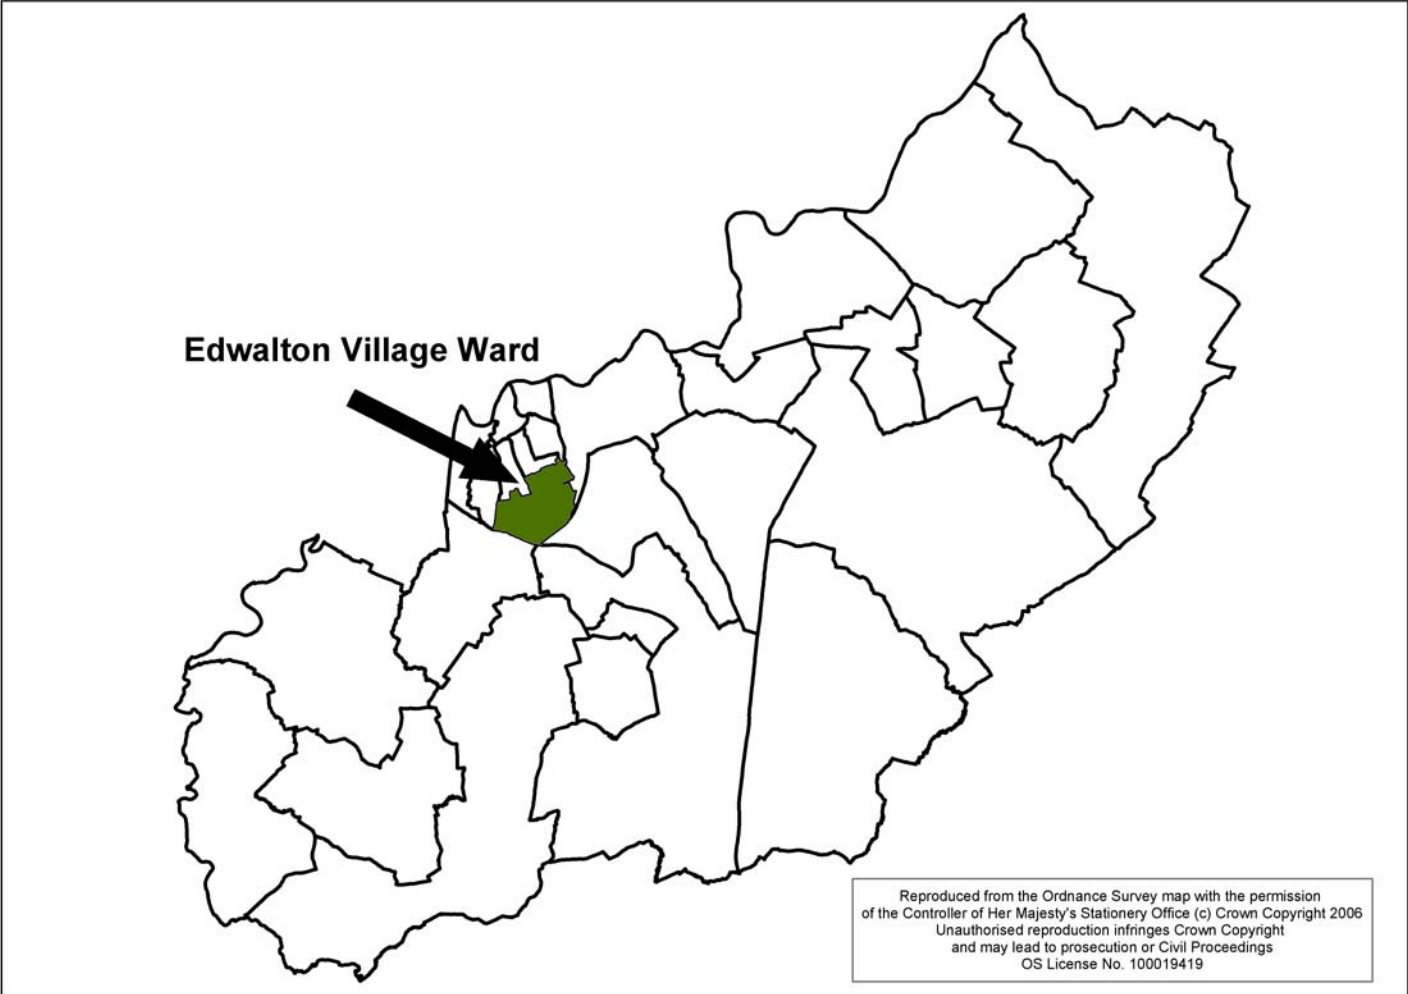 Edwalton Village Ward
Reproduced from the Ordnance Survey map with the permission
of the Controller of Her Majesty's Stationery Office (c) Crown Copyright 2006
Unauthorised reproduction infringes Crown Copyright
and may lead to prosecution or Civil Proceedings
OS License No. 100019419